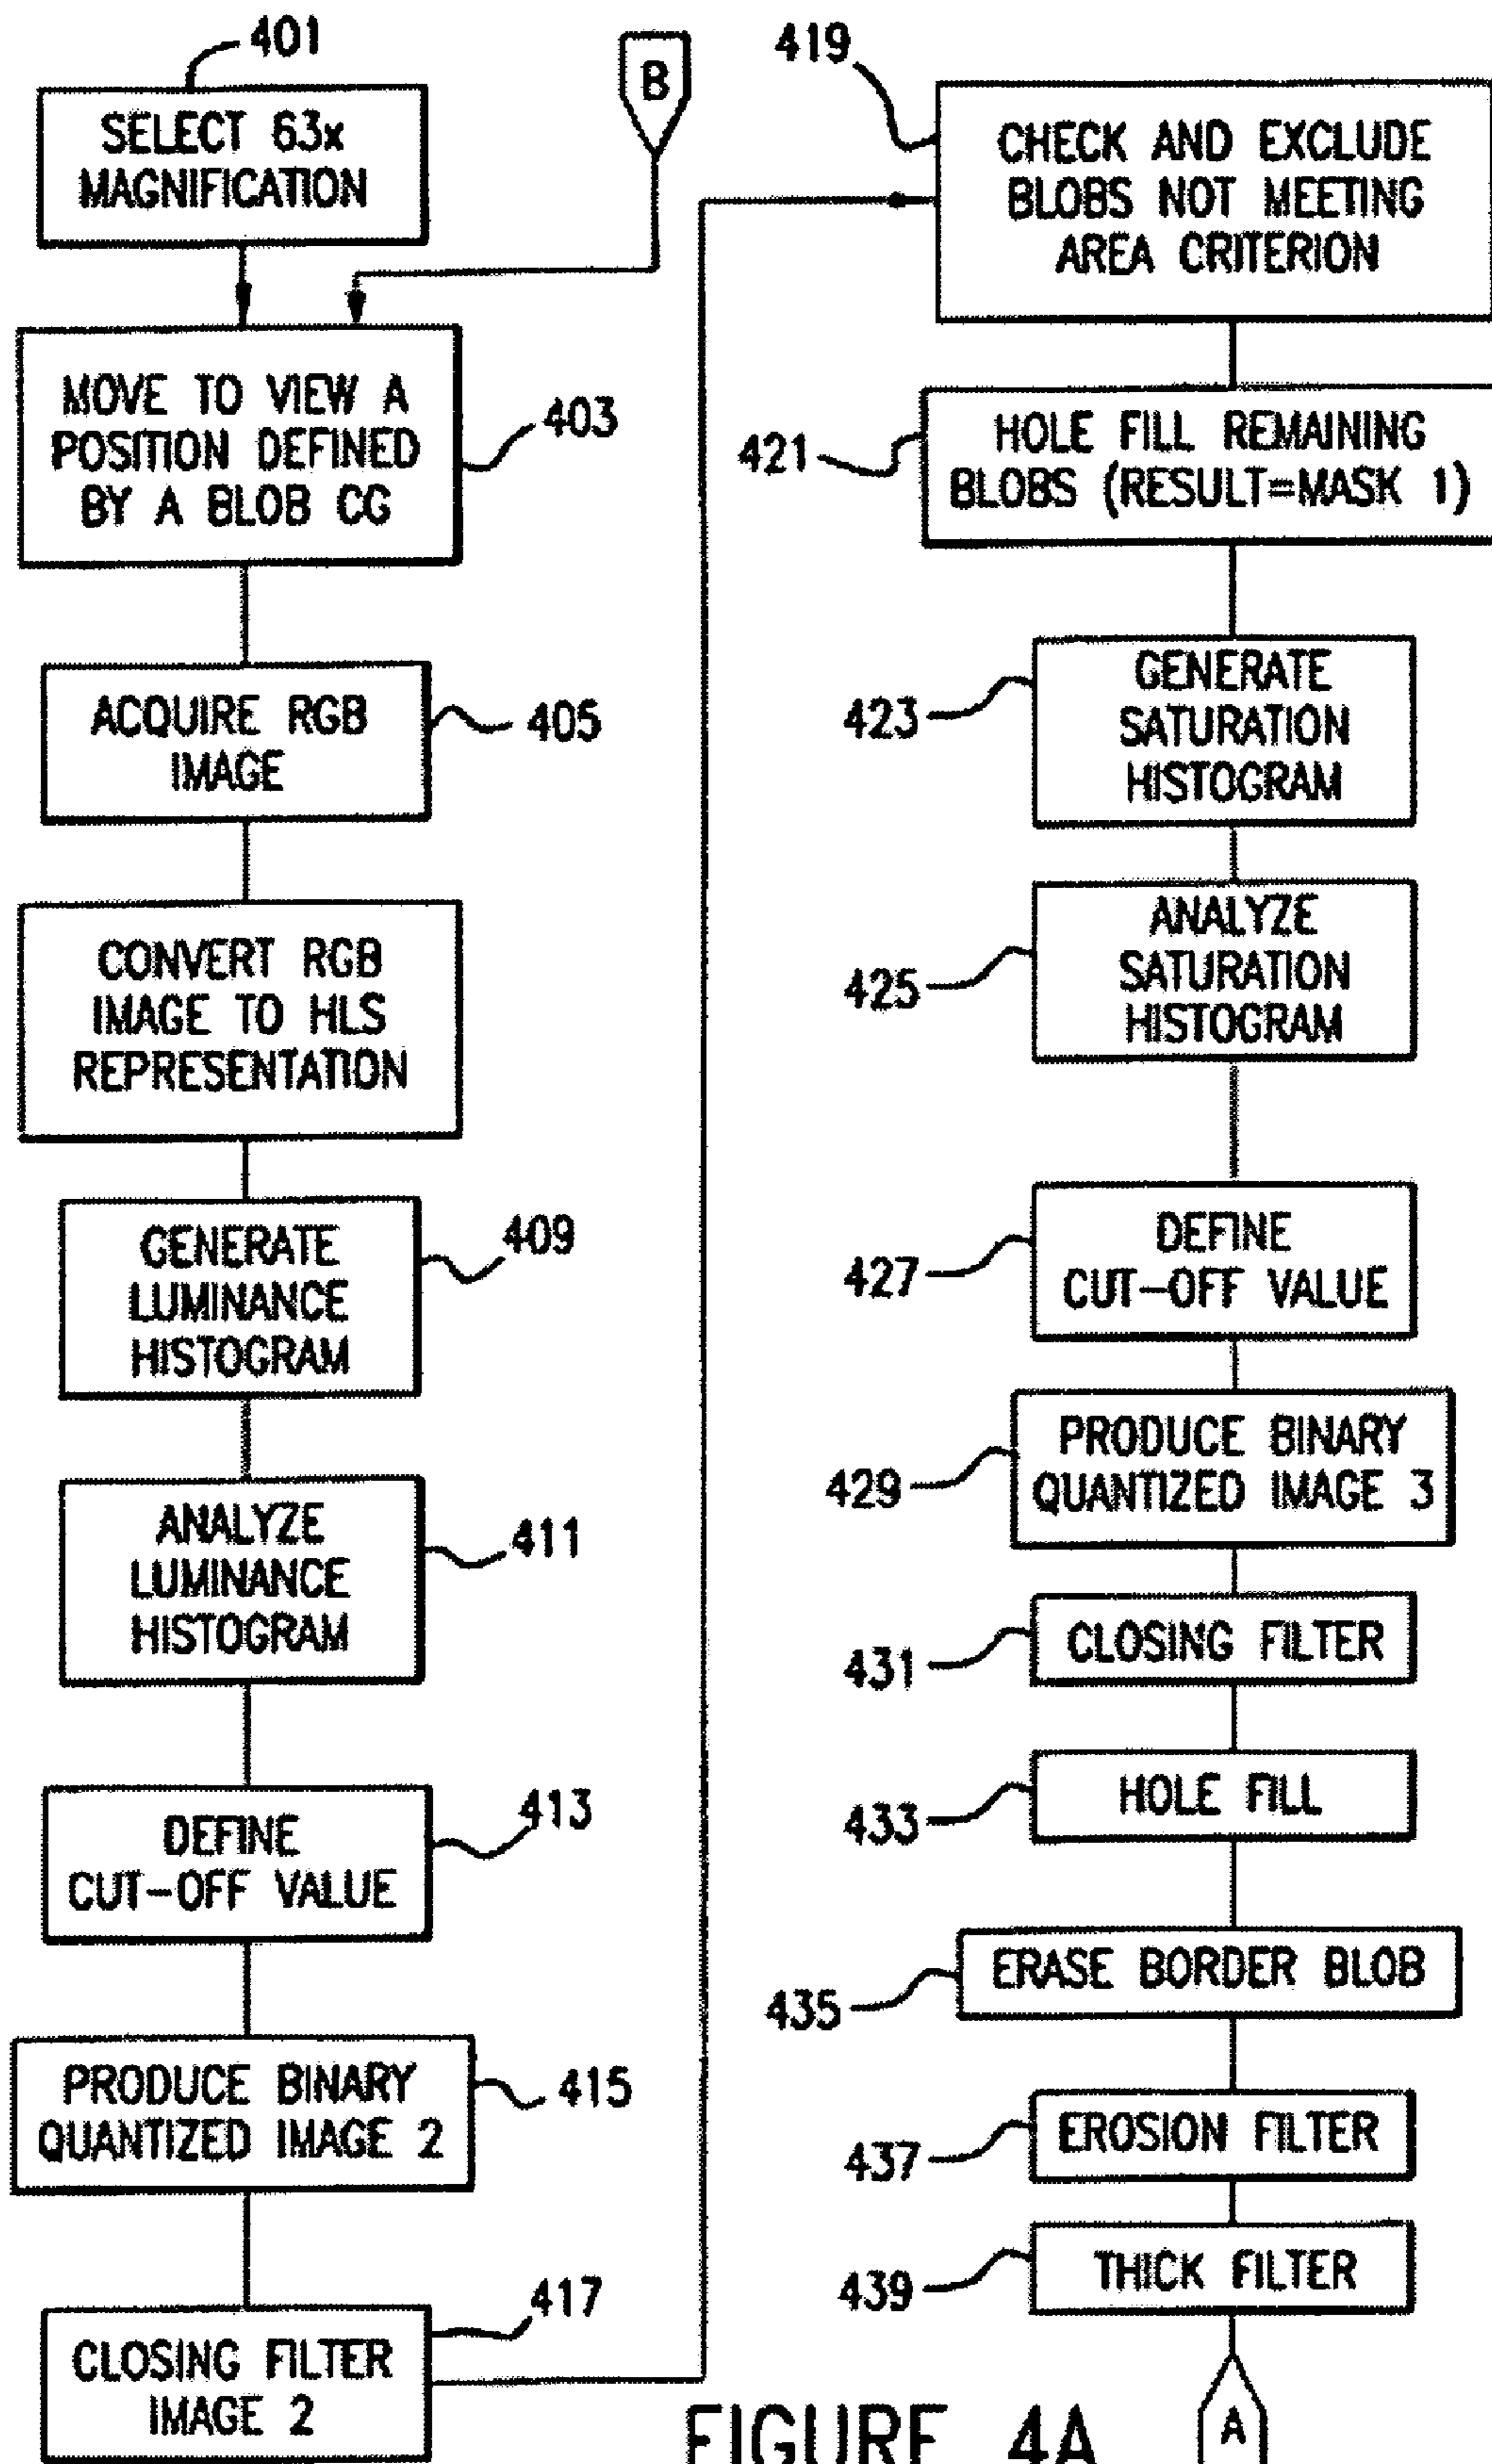 401
SELECT 63x
MAGNIFICATION
B
MOVE TO VIEW A
POSITION DEFINED
BY A BLOB CG
403
ACQUIRE RGB
IMAGE
405
CONVERT RGB
IMAGE TO HLS
REPRESENTATION
GENERATE
LUMINANCE
HISTOGRAM
409
ANALYZE
LUMINANCE
HISTOGRAM
411
DEFINE
CUT-OFF VALUE
413
PRODUCE BINARY
QUANTIZED IMAGE 2
415
CLOSING FILTER
IMAGE 2
417
419
CHECK AND EXCLUDE
BLOBS NOT MEETING
AREA CRITERION
421
HOLE FILL REMAINING
BLOBS (RESULT=MASK 1)
423
GENERATE
SATURATION
HISTOGRAM
425
ANALYZE
SATURATION
HISTOGRAM
427
DEFINE
CUT-OFF VALUE
429
PRODUCE BINARY
QUANTIZED IMAGE 3
431
CLOSING FILTER
433
HOLE FILL
435
ERASE BORDER BLOB
437
EROSION FILTER
439
THICK FILTER
A
FIGURE 4A